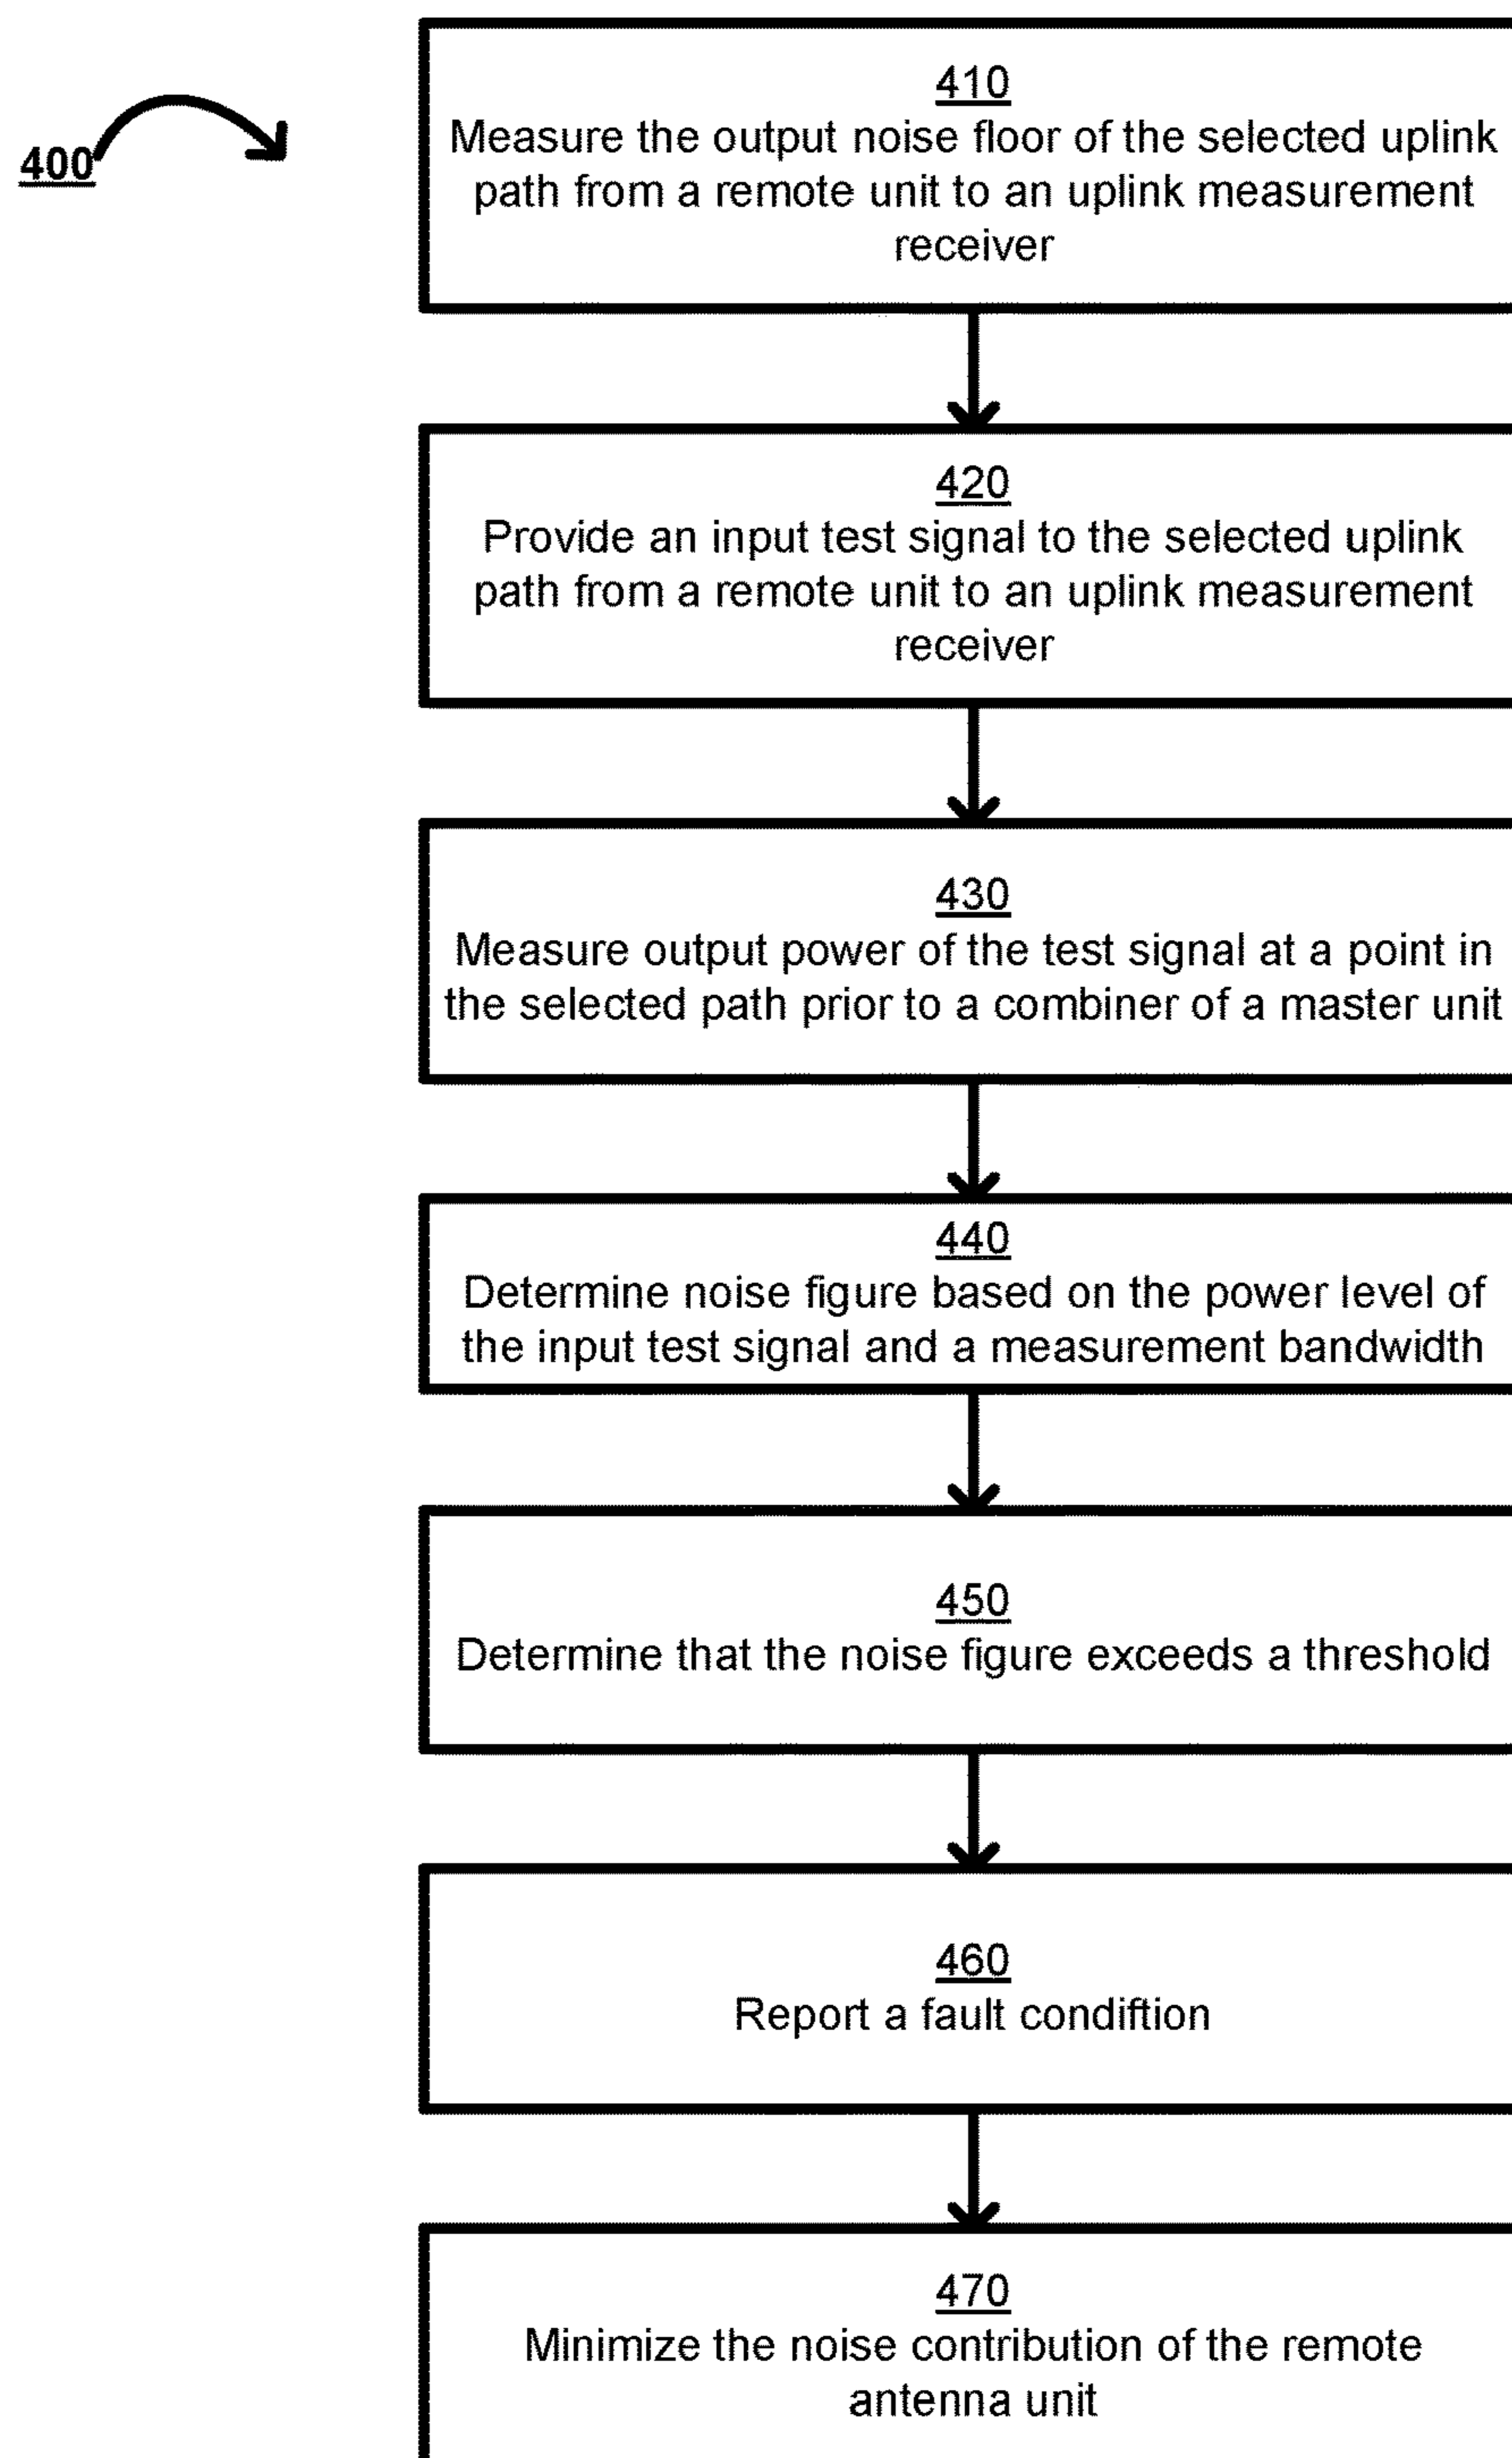 400
410
Measure the output noise floor of the selected uplink
path from a remote unit to an uplink measurement
receiver
420
Provide an input test signal to the selected uplink
path from a remote unit to an uplink measurement
receiver
430
Measure output power of the test signal at a point in
the selected path prior to a combiner of a master unit
440
Determine noise figure based on the power level of
the input test signal and a measurement bandwidth
450
Determine that the noise figure exceeds a threshold
460
Report a fault condiftion
470
Minimize the noise contribution of the remote
antenna unit